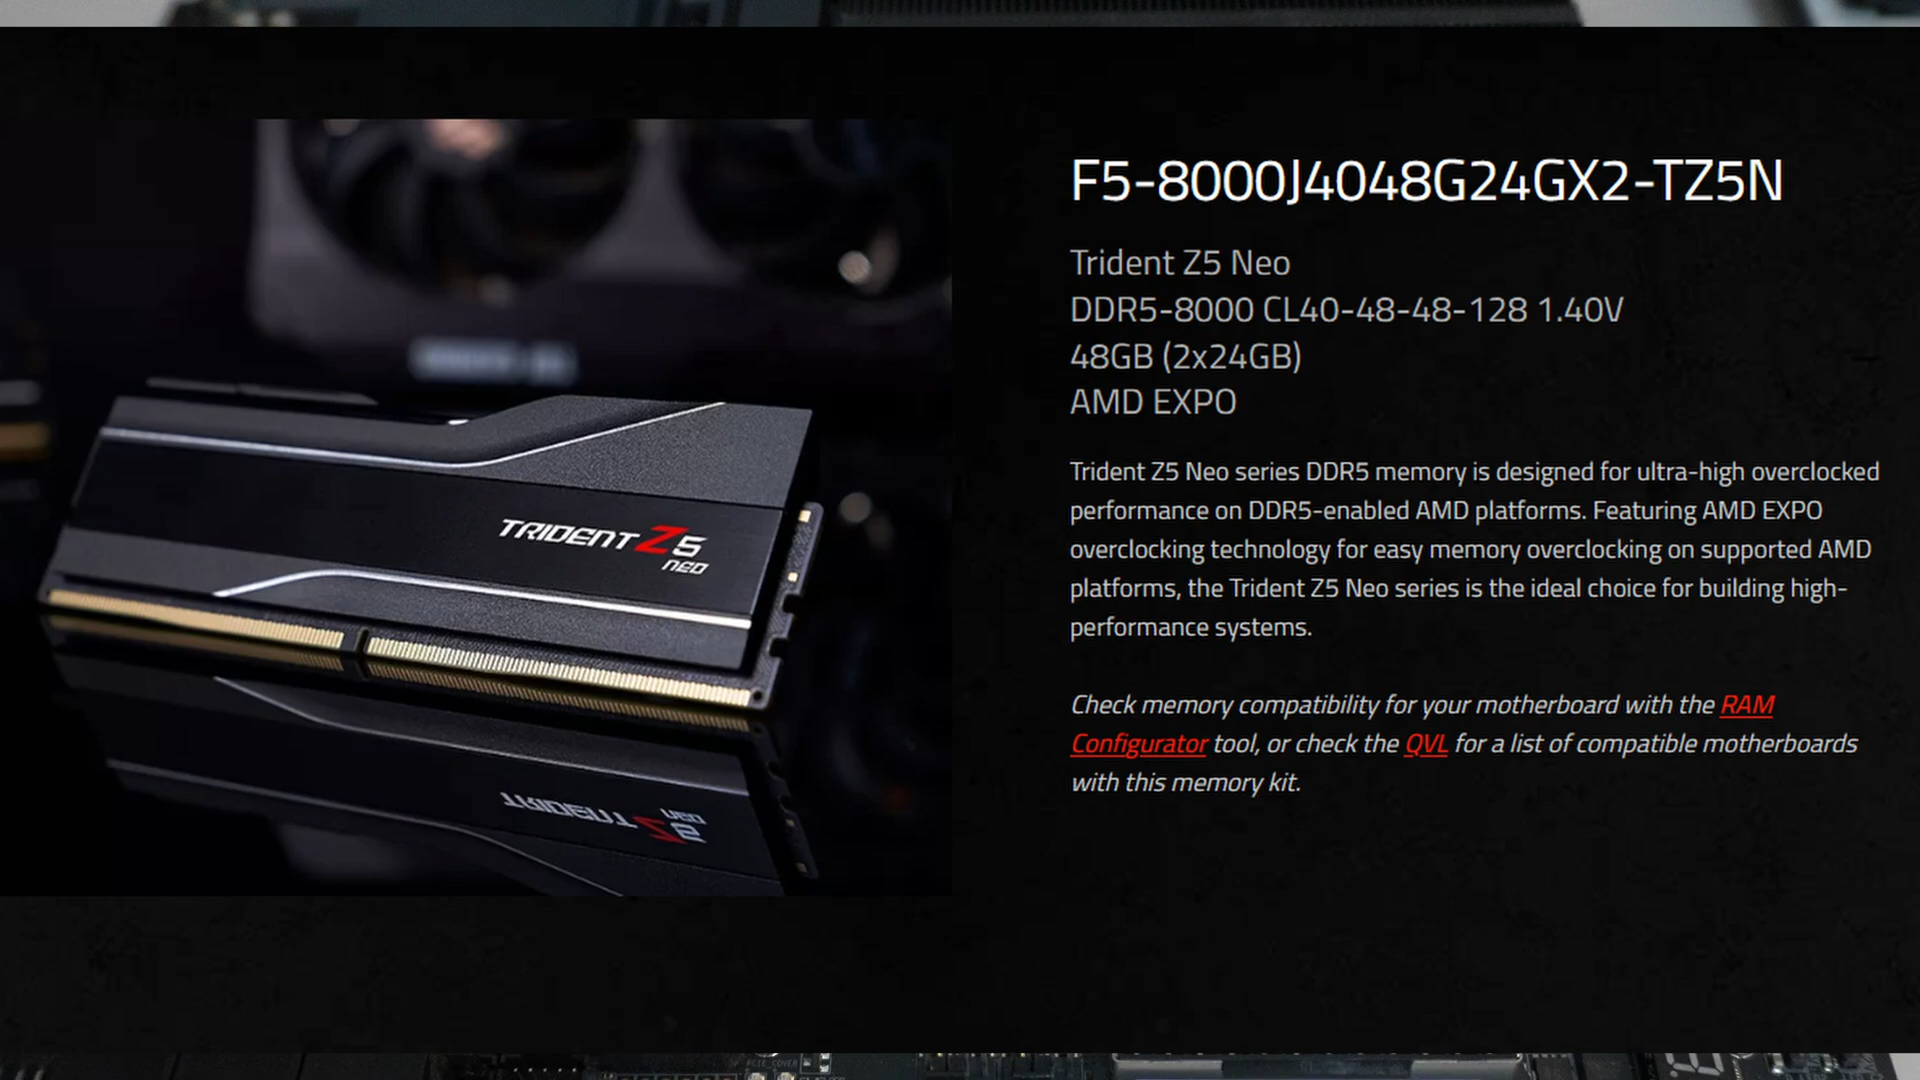 F5-8000J4048G24GX2-TZ5N
Trident Z5 Neo
DDR5-8000 CL40-48-48-128 1.40V
48GB (2x24GB)
AMD EXPO
Trident Z5 Neo series DDR5 memory is designed for ultra-high overclocked
performance on DDR5-enabled AMD platforms. Featuring AMD EXPO
overclocking technology for easy memory overclocking on supported AMD
platforms, the Trident Z5 Neo series is the ideal choice for building high-
performance systems.
Check memory compatibility for your motherboard with the RAM
Configurator tool, or check the QVL for a list of compatible motherboards
with this memory kit.
TRIDENT Z5
NEO